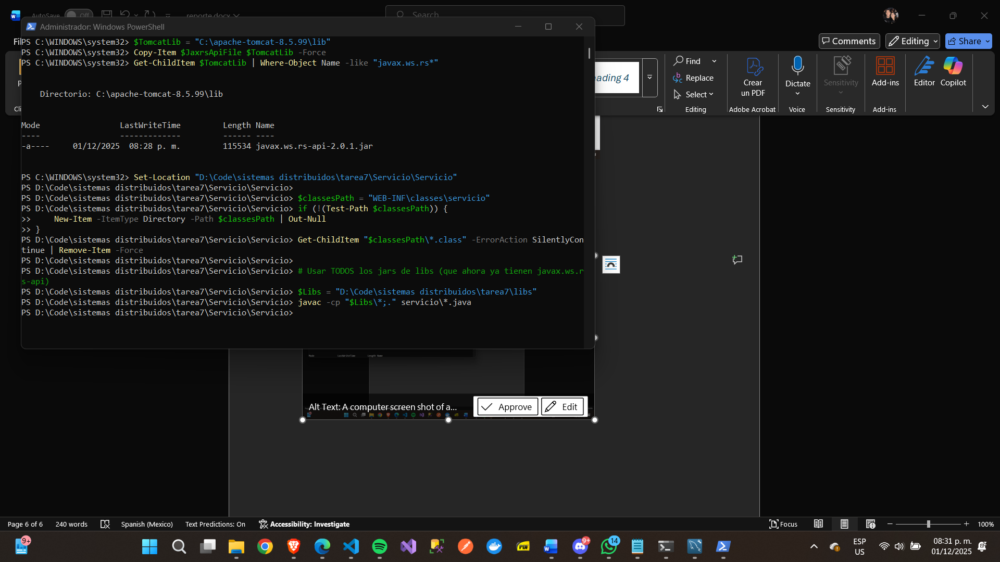 AutoSave
Off
reporte.docx
Search
Administrador: Windows PowerShell
PS C:\WINDOWS\system32> $TomcatLib = "C:\apache-tomcat-8.5.99\lib"
PS C:\WINDOWS\system32> Copy-Item $JaxrsApiFile $TomcatLib -Force
PS C:\WINDOWS\system32> Get-ChildItem $TomcatLib | Where-Object Name -like "javax.ws.rs*"
Directorio: C:\apache-tomcat-8.5.99\lib
Mode                 LastWriteTime         Length Name
----                 -------------         ------ ----
-a----     01/12/2025  08:28 p. m.         115534 javax.ws.rs-api-2.0.1.jar
PS C:\WINDOWS\system32> Set-Location "D:\Code\sistemas distribuidos\tarea7\Servicio\Servicio"
PS D:\Code\sistemas distribuidos\tarea7\Servicio\Servicio>
PS D:\Code\sistemas distribuidos\tarea7\Servicio\Servicio> $classesPath = "WEB-INF\classes\servicio"
PS D:\Code\sistemas distribuidos\tarea7\Servicio\Servicio> if (!(Test-Path $classesPath)) {
>>     New-Item -ItemType Directory -Path $classesPath | Out-Null
>> }
PS D:\Code\sistemas distribuidos\tarea7\Servicio\Servicio> Get-ChildItem "$classesPath\*.class" -ErrorAction SilentlyCon
tinue | Remove-Item -Force
PS D:\Code\sistemas distribuidos\tarea7\Servicio\Servicio>
PS D:\Code\sistemas distribuidos\tarea7\Servicio\Servicio> # Usar TODOS los jars de libs (que ahora ya tienen javax.ws.r
s-api)
PS D:\Code\sistemas distribuidos\tarea7\Servicio\Servicio> $Libs = "D:\Code\sistemas distribuidos\tarea7\libs"
PS D:\Code\sistemas distribuidos\tarea7\Servicio\Servicio> javac -cp "$Libs\*;." servicio\*.java
PS D:\Code\sistemas distribuidos\tarea7\Servicio\Servicio>
Comments
Editing
Share
eading 4
Find
Replace
Select
Editing
Crear
un PDF
Adobe Acrobat
Dictate
Voice
Sensitivity
Sensitivity
Add-ins
Add-ins
Editor
Copilot
Mode LastWriteTime Length Name
Alt Text: A computer screen shot of a...
Approve
Edit
Page 6 of 6
240 words
Spanish (Mexico)
Text Predictions: On
Accessibility: Investigate
Focus
100%
9+
PDF
9+
14
ESP
US
08:31 p. m.
01/12/2025